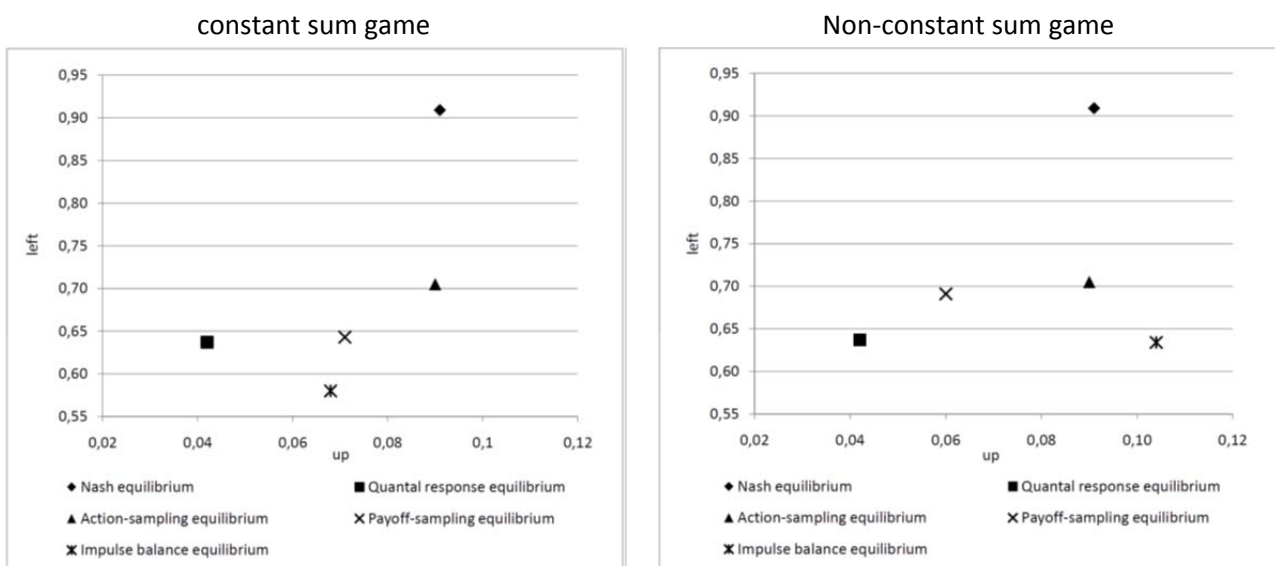 constant sum game
0,95
0,90
0,85
0,80
0,75
0,70
0,65
0,60
0,55
left
0,02 0,04 0,06 0,08 0,1 0,12
up
Nash equilibrium Quantal response equilibrium
Action-sampling equilibrium Payoff-sampling equilibrium
Impulse balance equilibrium
Non-constant sum game
0,95
0,90
0,85
0,80
0,75
0,70
0,65
0,60
0,55
left
0,02 0,04 0,06 0,08 0,10 0,12
up
Nash equilibrium Quantal response equilibrium
Action-sampling equilibrium Payoff-sampling equilibrium
Impulse balance equilibrium